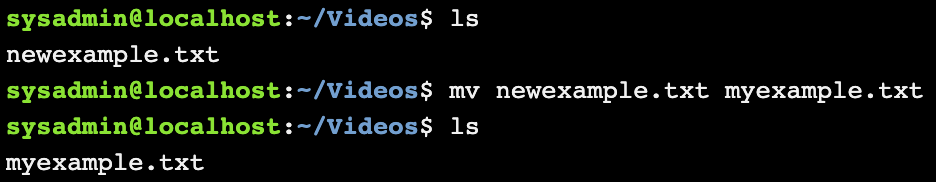 sysadmin@localhost:~/Videos$ ls
newexample.txt
sysadmin@localhost:~/Videos$ mv newexample.txt myexample.txt
sysadmin@localhost:~/Videos$ ls
myexample.txt